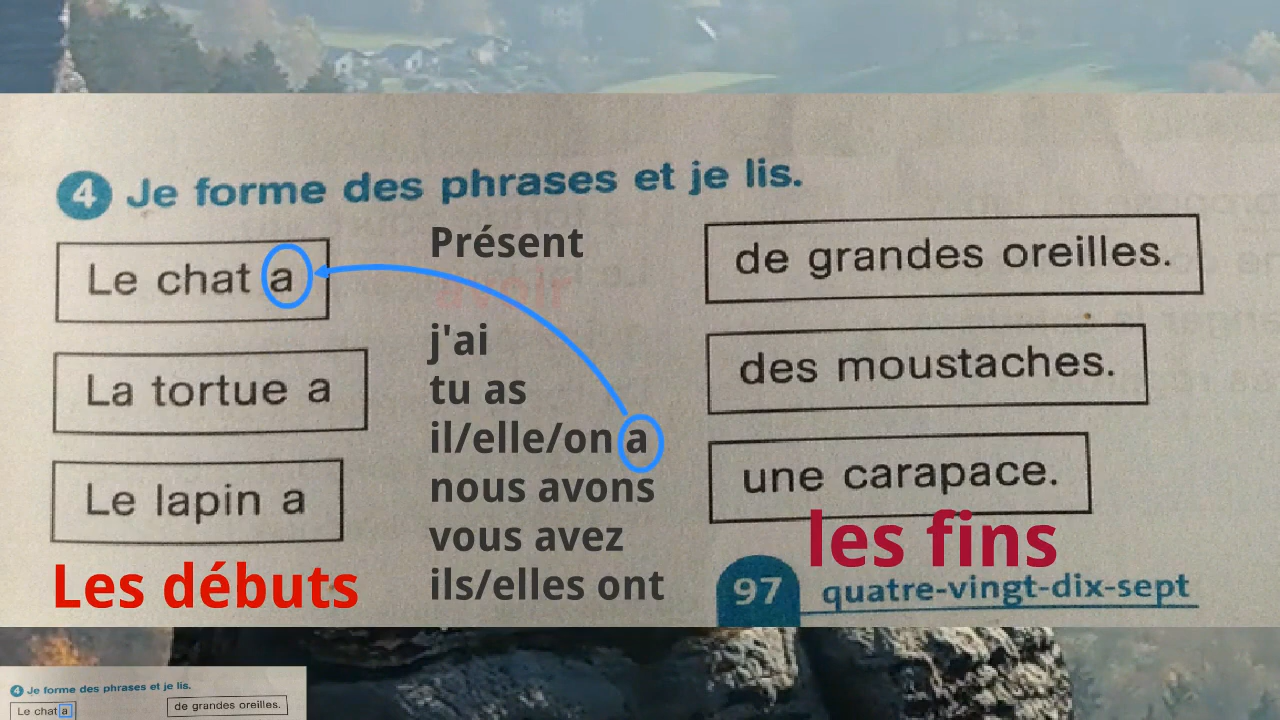 4 Je forme des phrases et je lis.
Le chat a
La tortue a
Le lapin a
Les débuts
Présent
avoir
j'ai
tu as
il/elle/on a
nous avons
vous avez
ils/elles ont
de grandes oreilles.
des moustaches.
une carapace.
les fins
97 quatre-vingt-dix-sept
4 Je forme des phrases et je lis.
Le chat a
de grandes oreilles.